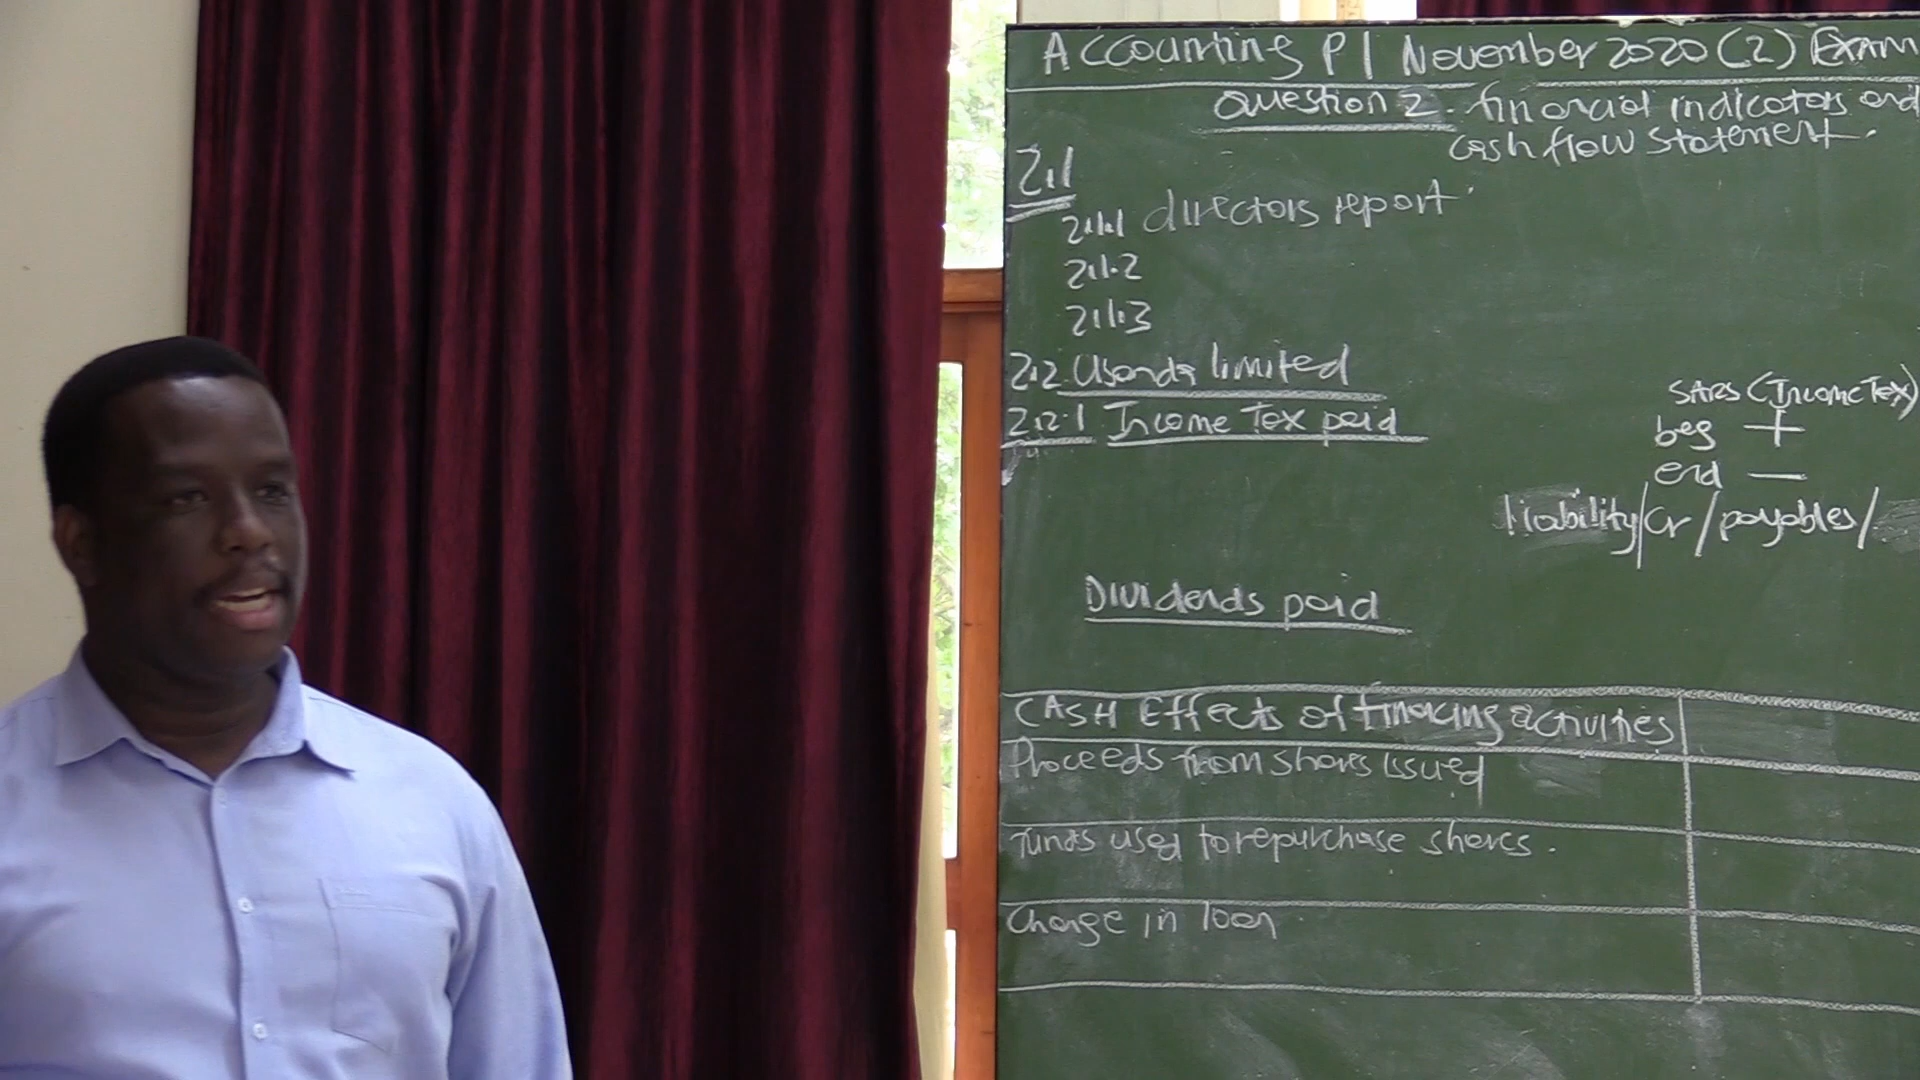 Accounting P1 November 2020 (2) Exam
Question 2. financial indicators and
cash flow statement.
2.1
2.1.1 directors report.
2.1.2
2.1.3
2.2. Usanda limited
2.2.1 Income Tax paid
SARS (Income Tax)
beg +
end —
liability/Cr/payables/
Dividends paid
CASH Effects of financing activities
Proceeds from shares issued
funds used to repurchase shares.
Change in loan